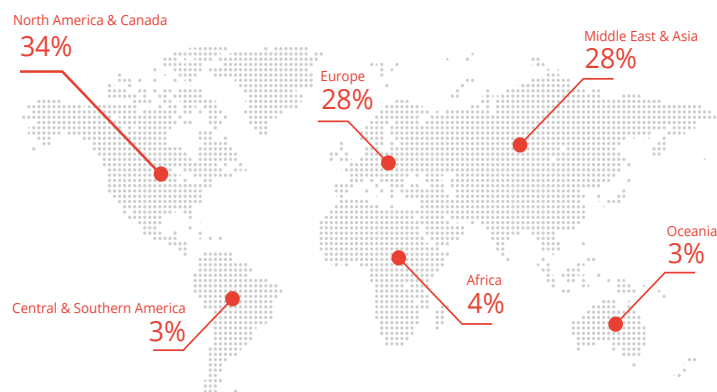 North America & Canada
34%
Middle East & Asia
28%
Europe
28%
Oceania
3%
Africa
4%
Central & Southern America
3%